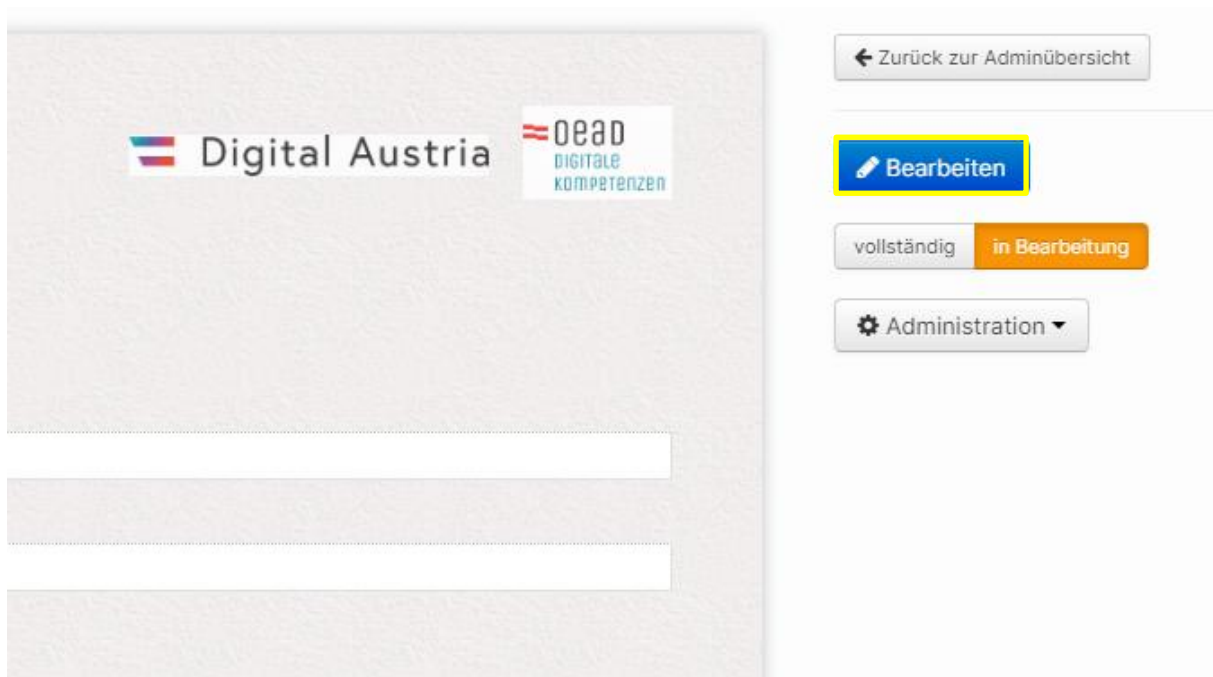 Zurück zur Adminübersicht
Digital Austria
OeaD
DIGITALE
KOMPETENZEN
Bearbeiten
vollständig
in Bearbeitung
Administration